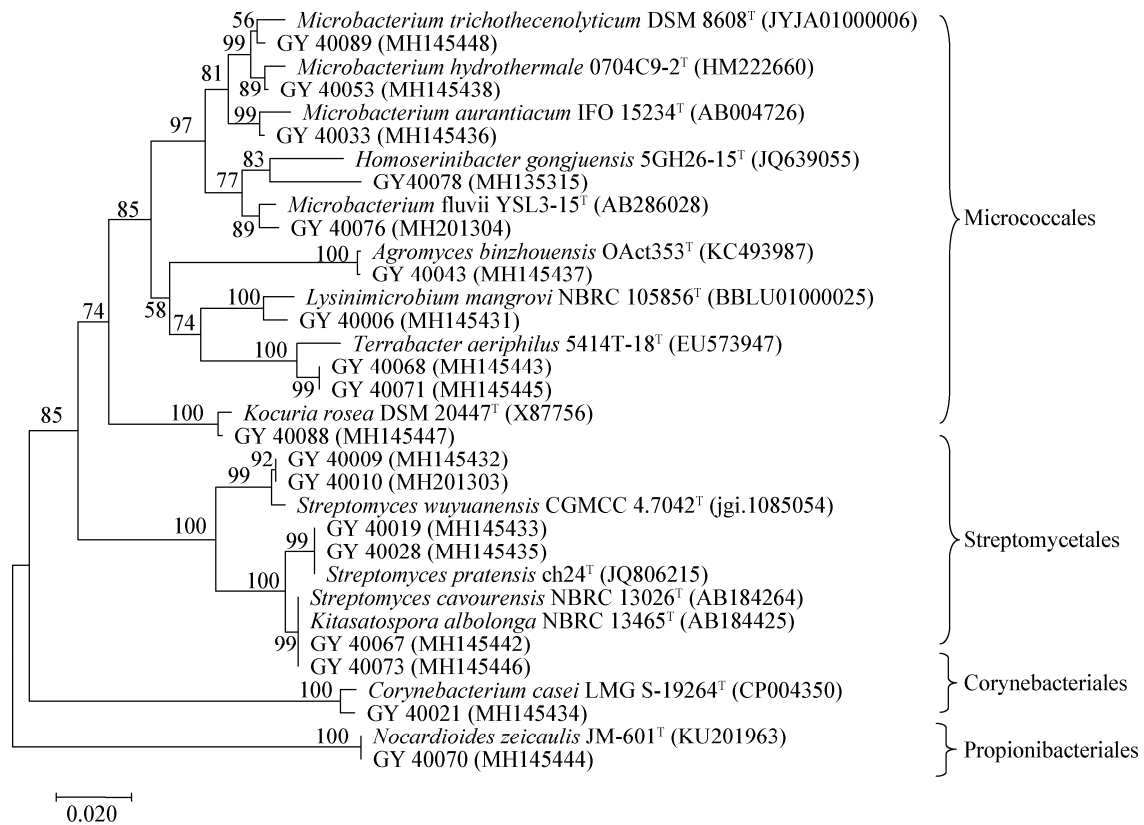 56 Microbacterium trichothecenolyticum DSM 8608ᵀ (JYJA01000006)
99 GY 40089 (MH145448)
Microbacterium hydrothermale 0704C9-2ᵀ (HM222660)
81 89 GY 40053 (MH145438)
99 Microbacterium aurantiacum IFO 15234ᵀ (AB004726)
97 GY 40033 (MH145436)
83 Homoserinibacter gongjuensis 5GH26-15ᵀ (JQ639055)
77 GY40078 (MH135315)
Microbacterium fluvii YSL3-15ᵀ (AB286028)
85 89 GY 40076 (MH201304)
Micrococcales
100 Agromyces binzhouensis OAct353ᵀ (KC493987)
GY 40043 (MH145437)
100 Lysinimicrobium mangrovi NBRC 105856ᵀ (BBLU01000025)
74 58 74 GY 40006 (MH145431)
100 Terrabacter aeriphilus 5414T-18ᵀ (EU573947)
GY 40068 (MH145443)
99 GY 40071 (MH145445)
85 100 Kocuria rosea DSM 20447ᵀ (X87756)
GY 40088 (MH145447)
92 GY 40009 (MH145432)
99 GY 40010 (MH201303)
Streptomyces wuyuanensis CGMCC 4.7042ᵀ (jgi.1085054)
100 GY 40019 (MH145433)
99 GY 40028 (MH145435)
Streptomycetales
100 Streptomyces pratensis ch24ᵀ (JQ806215)
Streptomyces cavourensis NBRC 13026ᵀ (AB184264)
Kitasatospora albolonga NBRC 13465ᵀ (AB184425)
99 GY 40067 (MH145442)
GY 40073 (MH145446)
100 Corynebacterium casei LMG S-19264ᵀ (CP004350)
Corynebacteriales
GY 40021 (MH145434)
100 Nocardioides zeicaulis JM-601ᵀ (KU201963)
Propionibacteriales
GY 40070 (MH145444)
0.020